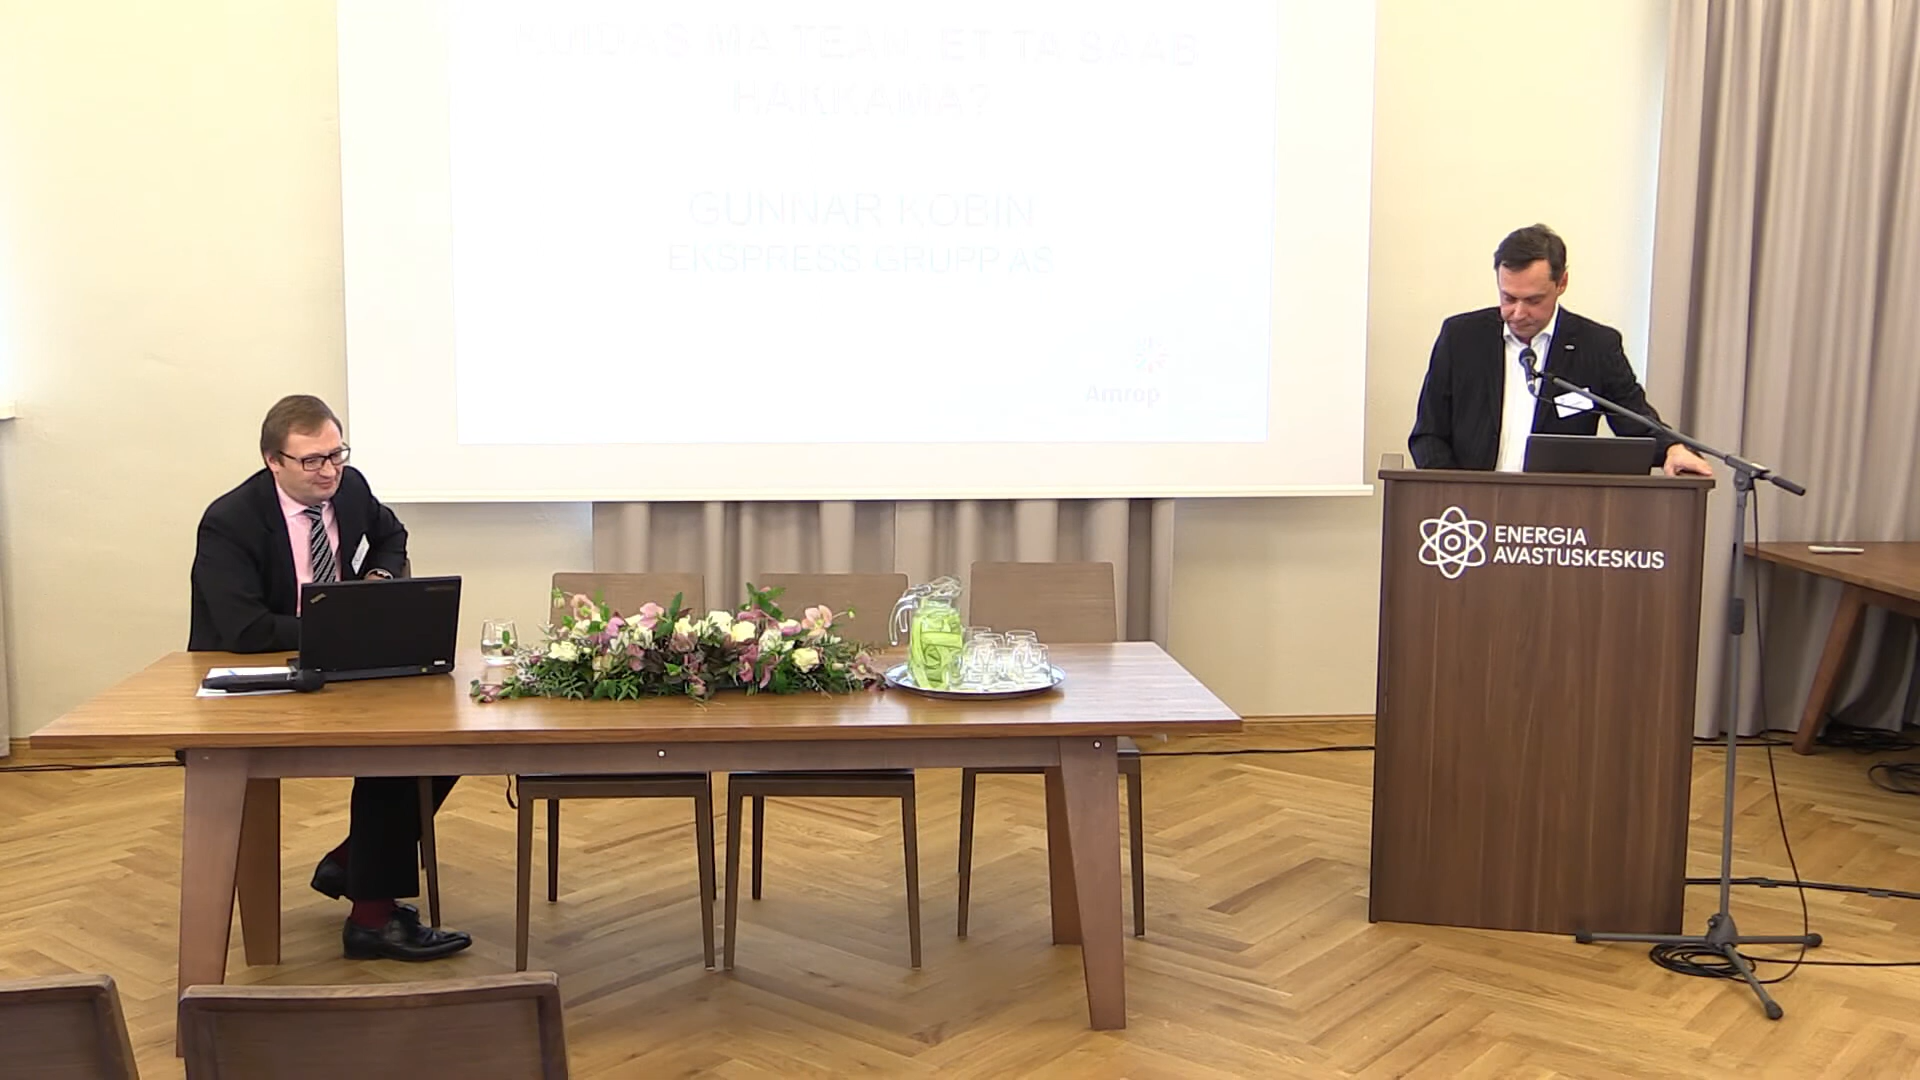 KUIDAS MA TEAN, ET TA SAAB
HAKKAMA?
GUNNAR KOBIN
EKSPRESS GRUPP AS
Amrop
ENERGIA
AVASTUSKESKUS